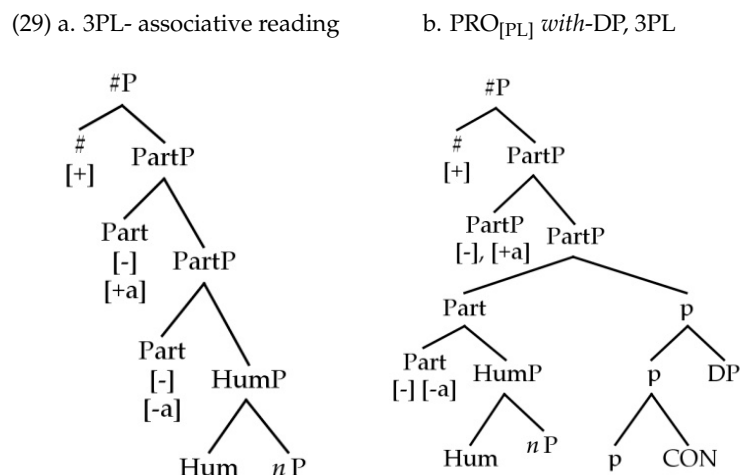 (29) a. 3PL- associative reading b. PRO[PL] with-DP, 3PL
#P #P
# PartP # PartP
[+] [+]
Part PartP PartP PartP
[-] [-], [+a]
[+a]
Part HumP Part p
[-] Part HumP p DP
[-a] [-] [-a]
Hum nP Hum nP p CON